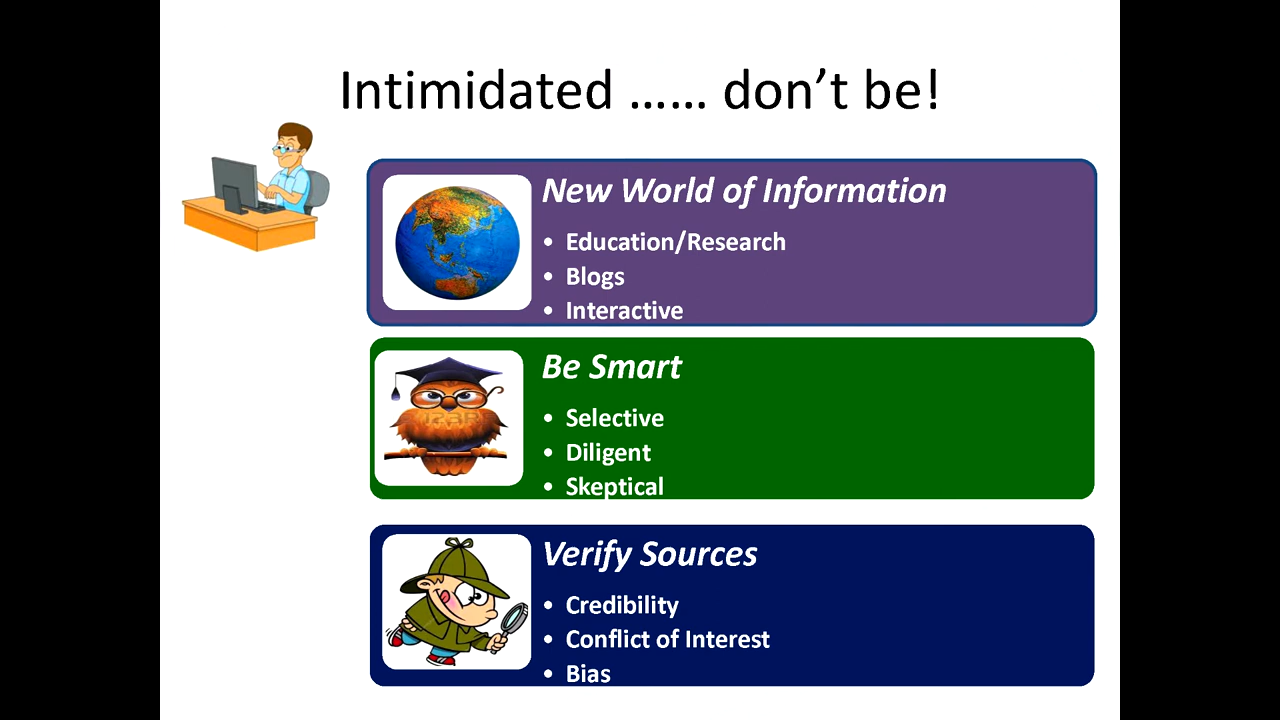 Intimidated …… don’t be!
New World of Information
• Education/Research
• Blogs
• Interactive
Be Smart
• Selective
• Diligent
• Skeptical
Verify Sources
• Credibility
• Conflict of Interest
• Bias